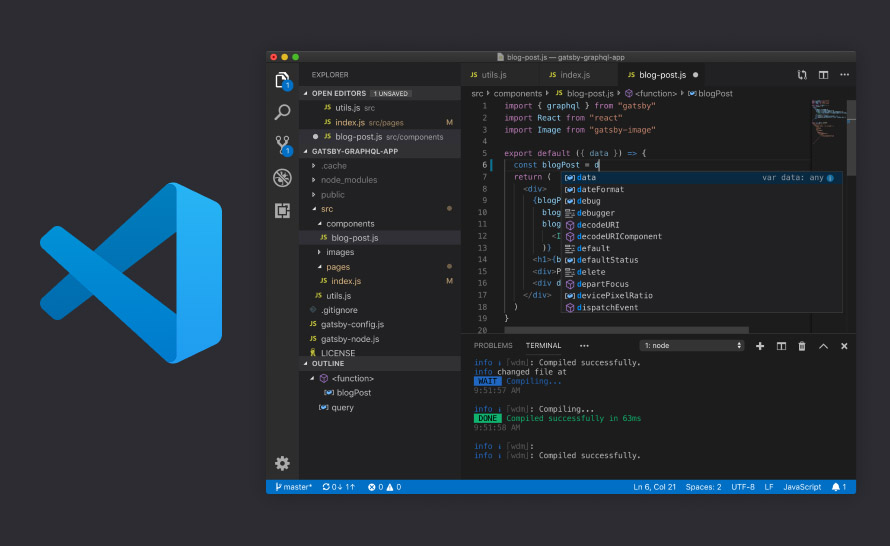 blog-post.js — gatsby-graphql-app
EXPLORER
OPEN EDITORS 1 UNSAVED
JS utils.js src
JS index.js src/pages M
JS blog-post.js src/components
GATSBY-GRAPHQL-APP
.cache
node_modules
public
src
components
JS blog-post.js
images
pages
JS index.js M
JS utils.js
.gitignore
JS gatsby-config.js
JS gatsby-node.js
LICENSE
OUTLINE
<function>
blogPost
query
1
1
JS utils.js JS index.js JS blog-post.js
src components JS blog-post.js <function> blogPost
1 import { graphql } from "gatsby"
2 import React from "react"
3 import Image from "gatsby-image"
4
5 export default ({ data }) => {
6 const blogPost = d
7 return (
8 <div>
9 {blogP
10 blog
11 blog
12 <I
13 )}
14 <h1>{b
15 <div>P
16 <div d
17 </div>
18 )
19 }
20
data var data: any
dateFormat
debug
debugger
decodeURI
decodeURIComponent
default
defaultStatus
delete
departFocus
devicePixelRatio
dispatchEvent
PROBLEMS TERMINAL ••• 1: node
info ↓ [wdm]: Compiled successfully.
info changed file at
WAIT Compiling...
9:51:57 AM
info ↓ [wdm]: Compiling...
DONE Compiled successfully in 63ms
9:51:58 AM
info ↓ [wdm]:
info ↓ [wdm]: Compiled successfully.
master* 0↓ 1↑ 0 0 Ln 6, Col 21 Spaces: 2 UTF-8 LF JavaScript 1